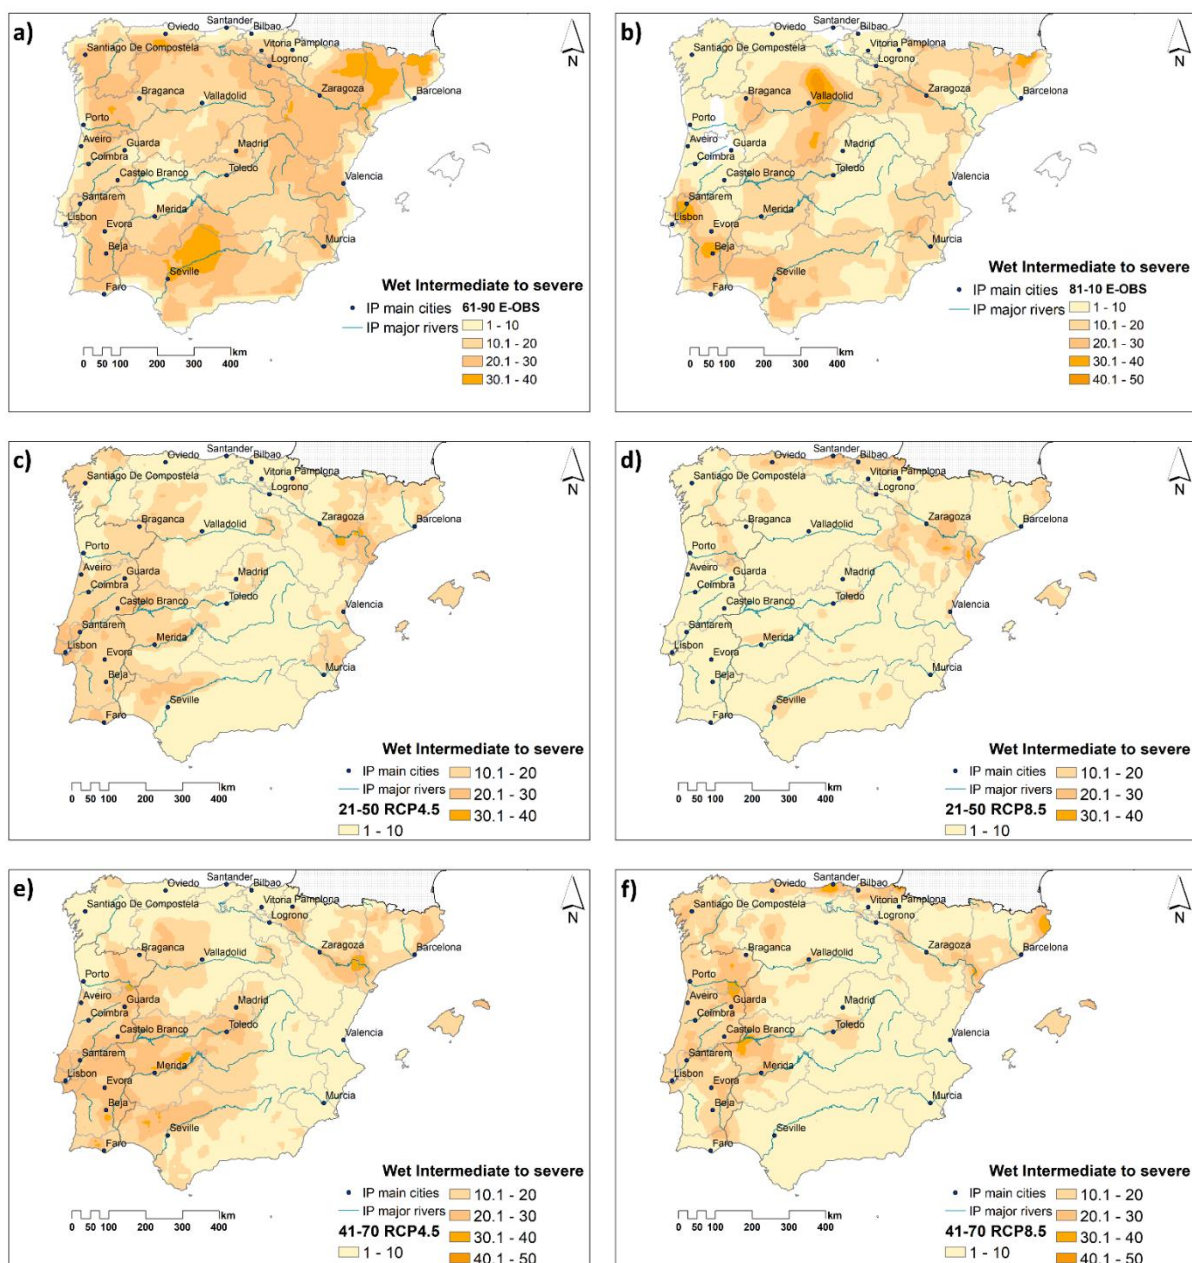 a)
Santander
Oviedo
Bilbao
Santiago De Compostela
Vitoria Pamplona
Logrono
N
Braganca
Valladolid
Zaragoza
Barcelona
Porto
Aveiro
Guarda
Madrid
Coimbra
Castelo Branco
Toledo
Santarem
Valencia
Lisbon
Merida
Evora
Beja
Murcia
Seville
Faro
Wet Intermediate to severe
IP main cities
61-90 E-OBS
IP major rivers
1 - 10
10.1 - 20
20.1 - 30
30.1 - 40
km
0 50 100 200 300 400
b)
Santander
Oviedo
Bilbao
Santiago De Compostela
Vitoria Pamplona
Logrono
N
Braganca
Valladolid
Zaragoza
Barcelona
Porto
Aveiro
Guarda
Madrid
Coimbra
Castelo Branco
Toledo
Santarem
Valencia
Lisbon
Merida
Evora
Beja
Murcia
Seville
Faro
Wet Intermediate to severe
IP main cities
81-10 E-OBS
IP major rivers
1 - 10
10.1 - 20
20.1 - 30
30.1 - 40
40.1 - 50
km
0 50 100 200 300 400
c)
Santander
Oviedo
Bilbao
Santiago De Compostela
Vitoria Pamplona
Logrono
N
Braganca
Valladolid
Zaragoza
Barcelona
Porto
Aveiro
Guarda
Madrid
Coimbra
Castelo Branco
Toledo
Santarem
Valencia
Lisbon
Merida
Evora
Beja
Murcia
Seville
Faro
Wet Intermediate to severe
IP main cities
IP major rivers
21-50 RCP4.5
1 - 10
10.1 - 20
20.1 - 30
30.1 - 40
km
0 50 100 200 300 400
d)
Santander
Oviedo
Bilbao
Santiago De Compostela
Vitoria Pamplona
Logrono
N
Braganca
Valladolid
Zaragoza
Barcelona
Porto
Aveiro
Guarda
Madrid
Coimbra
Castelo Branco
Toledo
Santarem
Valencia
Lisbon
Merida
Evora
Beja
Murcia
Seville
Faro
Wet Intermediate to severe
IP main cities
IP major rivers
21-50 RCP8.5
1 - 10
10.1 - 20
20.1 - 30
30.1 - 40
km
0 50 100 200 300 400
e)
Santander
Oviedo
Bilbao
Santiago De Compostela
Vitoria Pamplona
Logrono
N
Braganca
Valladolid
Zaragoza
Barcelona
Porto
Aveiro
Guarda
Madrid
Coimbra
Castelo Branco
Toledo
Santarem
Valencia
Lisbon
Merida
Evora
Beja
Murcia
Seville
Faro
Wet Intermediate to severe
IP main cities
IP major rivers
41-70 RCP4.5
1 - 10
10.1 - 20
20.1 - 30
30.1 - 40
40.1 - 50
km
0 50 100 200 300 400
f)
Santander
Oviedo
Bilbao
Santiago De Compostela
Vitoria Pamplona
Logrono
N
Braganca
Valladolid
Zaragoza
Barcelona
Porto
Aveiro
Guarda
Madrid
Coimbra
Castelo Branco
Toledo
Santarem
Valencia
Lisbon
Merida
Evora
Beja
Murcia
Seville
Faro
Wet Intermediate to severe
IP main cities
IP major rivers
41-70 RCP8.5
1 - 10
10.1 - 20
20.1 - 30
30.1 - 40
40.1 - 50
km
0 50 100 200 300 400